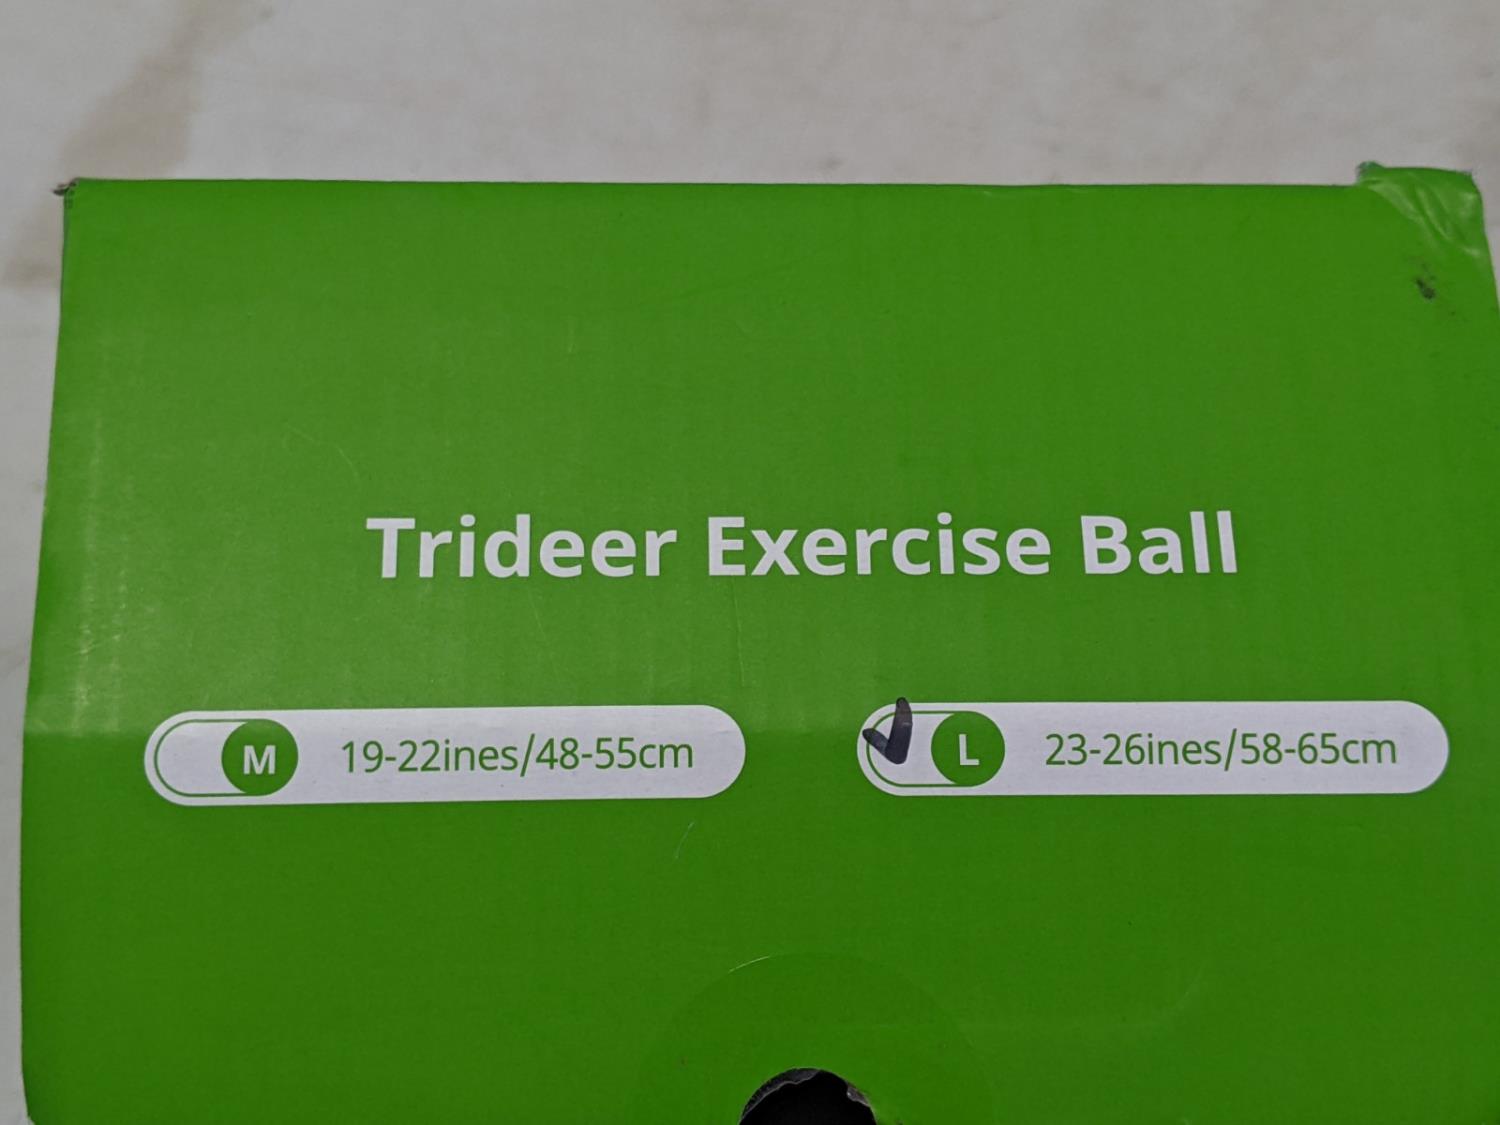 Trideer Exercise Ball
M 19-22ines/48-55cm
L 23-26ines/58-65cm